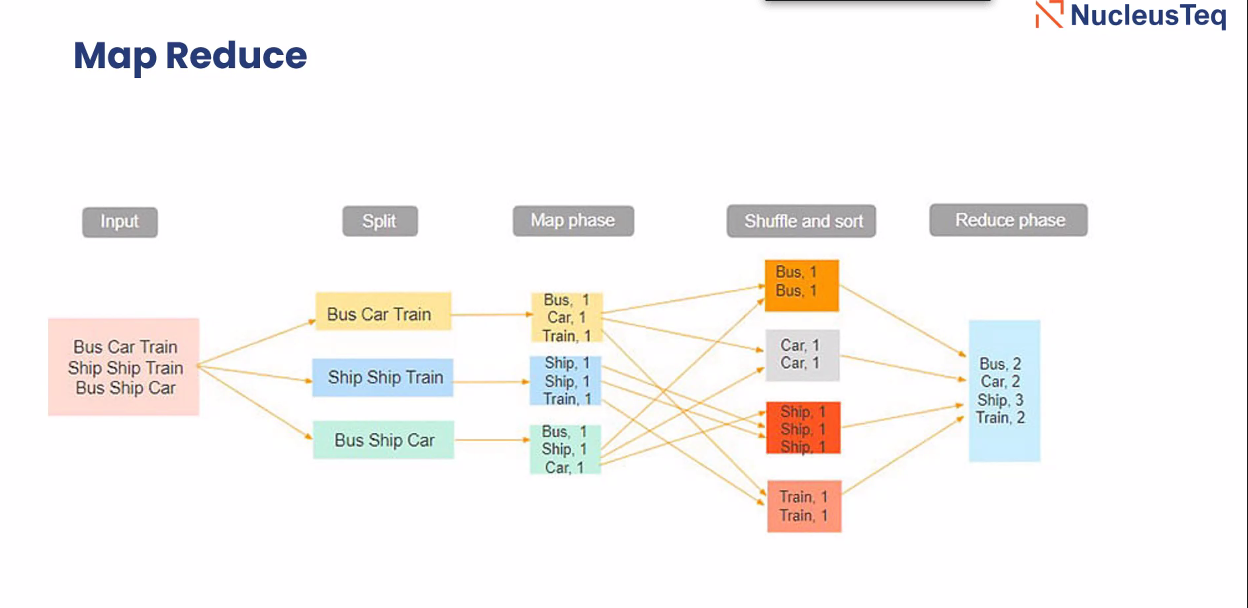 NucleusTeq
Map Reduce
Input
Split
Map phase
Shuffle and sort
Reduce phase
Bus Car Train
Ship Ship Train
Bus Ship Car
Bus Car Train
Ship Ship Train
Bus Ship Car
Bus, 1
Car, 1
Train, 1
Ship, 1
Ship, 1
Train, 1
Bus, 1
Ship, 1
Car, 1
Bus, 1
Bus, 1
Car, 1
Car, 1
Ship, 1
Ship, 1
Ship, 1
Train, 1
Train, 1
Bus, 2
Car, 2
Ship, 3
Train, 2